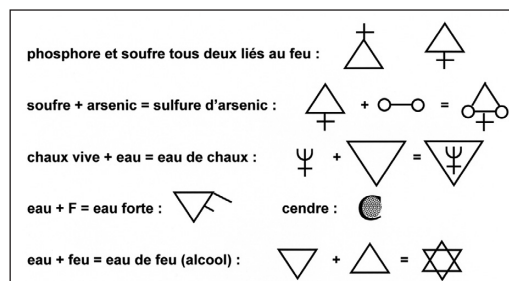 phosphore et soufre tous deux liés au feu :
soufre + arsenic = sulfure d'arsenic : + =
chaux vive + eau = eau de chaux : + =
eau + F = eau forte : cendre :
eau + feu = eau de feu (alcool) : + =